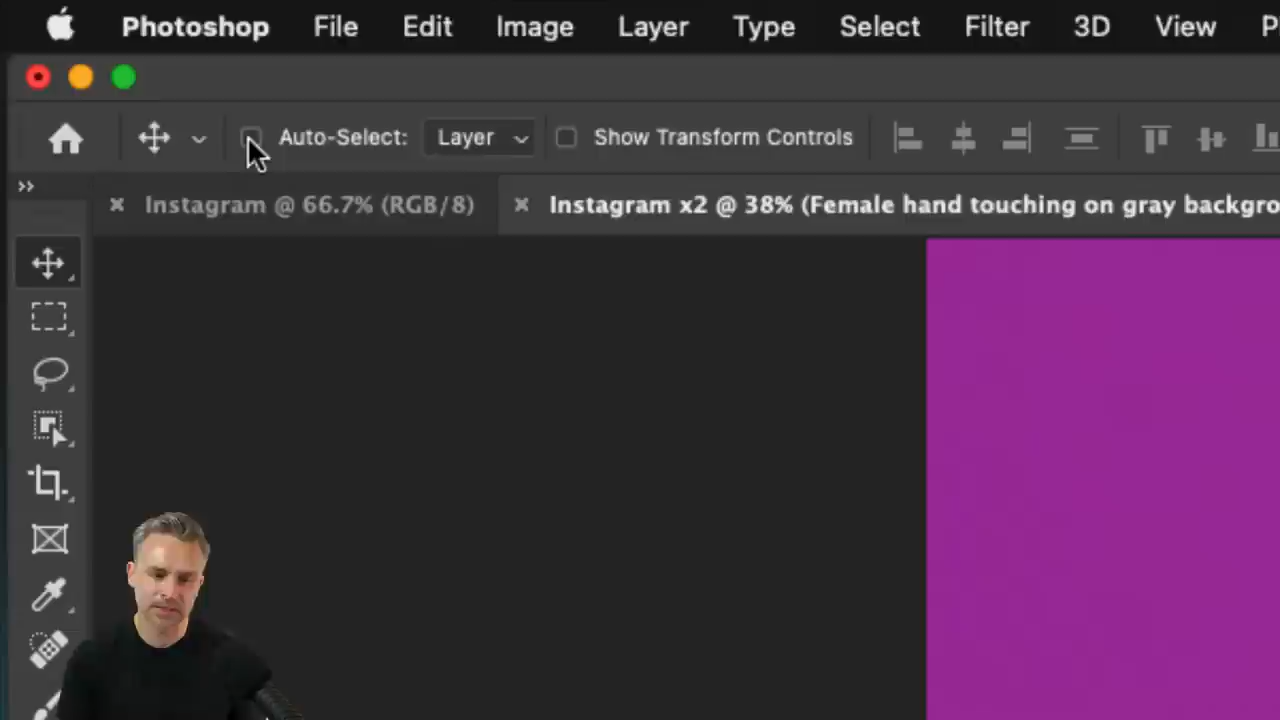 Photoshop File Edit Image Layer Type Select Filter 3D View
Auto-Select: Layer Show Transform Controls
Instagram @ 66.7% (RGB/8) Instagram x2 @ 38% (Female hand touching on gray backgro